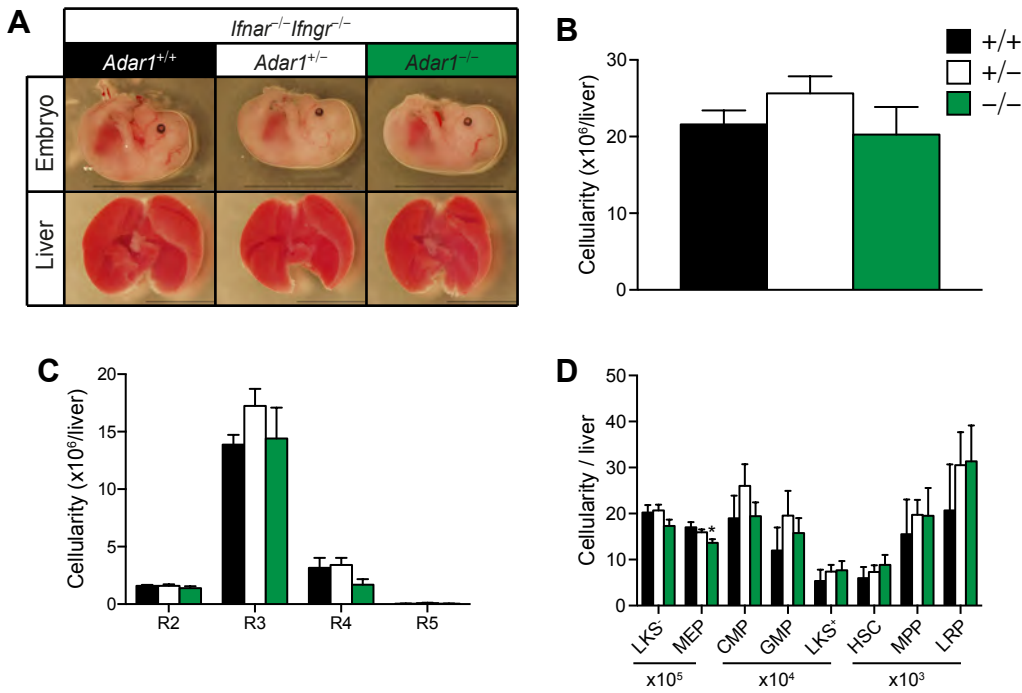 A
Ifnar⁻/⁻Ifngr⁻/⁻
Adar1⁺/⁺ Adar1⁺/⁻ Adar1⁻/⁻
Embryo
Liver
B
+/+
+/−
−/−
Cellularity (x10⁶/liver)
30
20
10
0
C
Cellularity (x10⁶/liver)
20
15
10
5
0
R2 R3 R4 R5
D
Cellularity / liver
50
40
30
20
10
0
*
LKS⁻ MEP CMP GMP LKS⁺ HSC MPP LRP
x10⁵ x10⁴ x10³